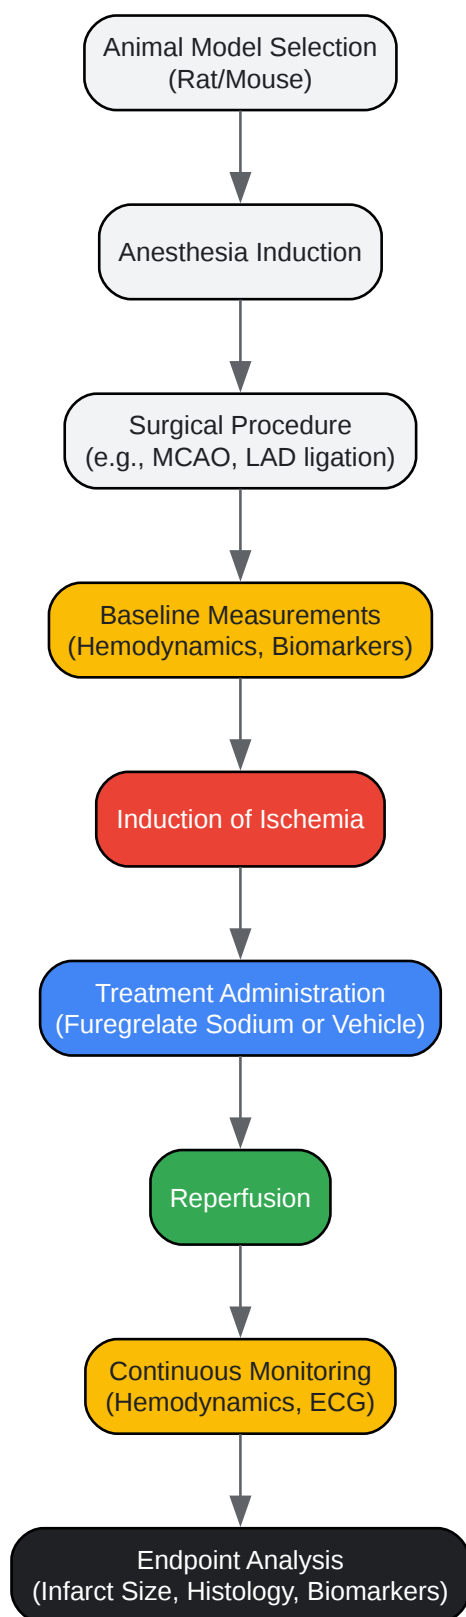 Animal Model Selection
(Rat/Mouse)
Anesthesia Induction
Surgical Procedure
(e.g., MCAO, LAD ligation)
Baseline Measurements
(Hemodynamics, Biomarkers)
Induction of Ischemia
Treatment Administration
(Furegrelate Sodium or Vehicle)
Reperfusion
Continuous Monitoring
(Hemodynamics, ECG)
Endpoint Analysis
(Infarct Size, Histology, Biomarkers)